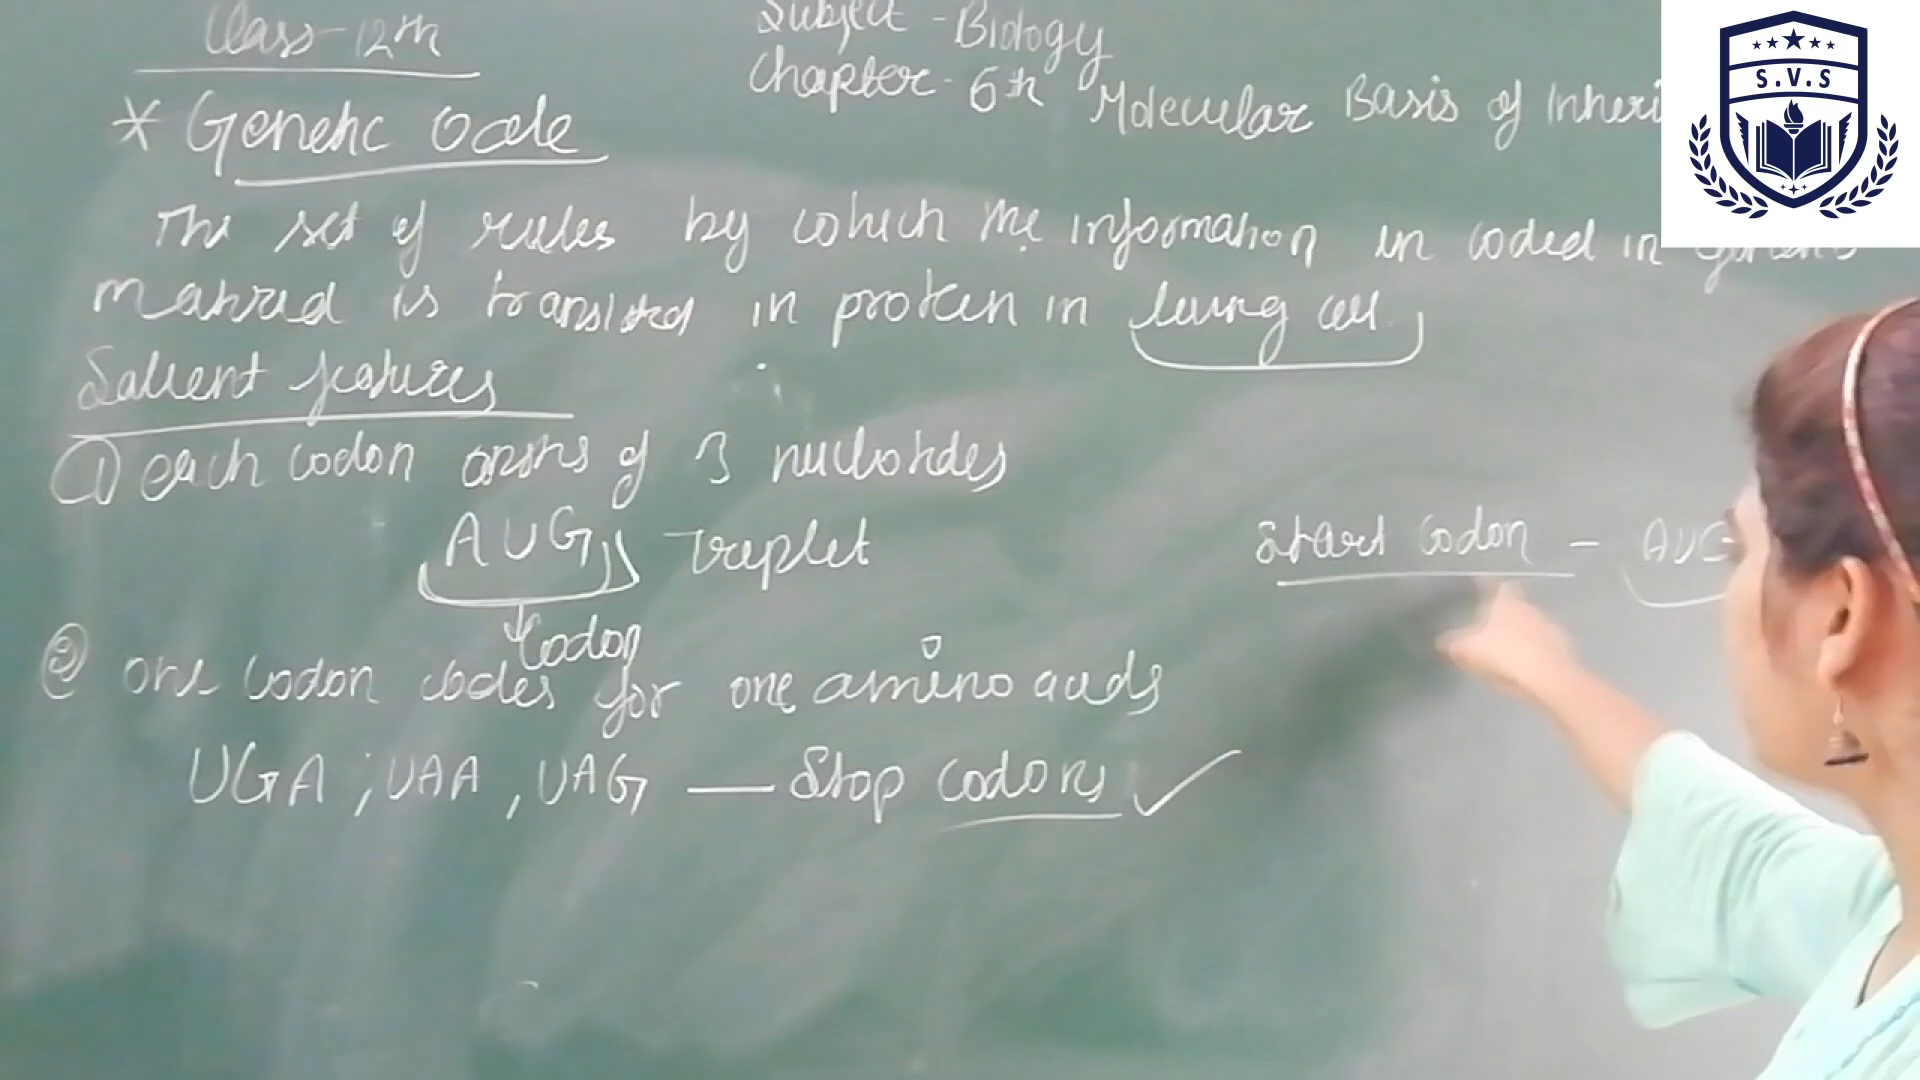 Class-12th
Subject - Biology
Chapter - 6th Molecular Basis of Inheri
S.V.S
* Genetic Code
The set of rules by which the information in coded in
material is translated in protein in living cell
Salient features
① each codon consists of 3 nucleotides
AUG Triplet
Start Codon - AUG
Codon
② one codon codes for one amino acids
UGA ; UAA , UAG — Stop Codons ✓